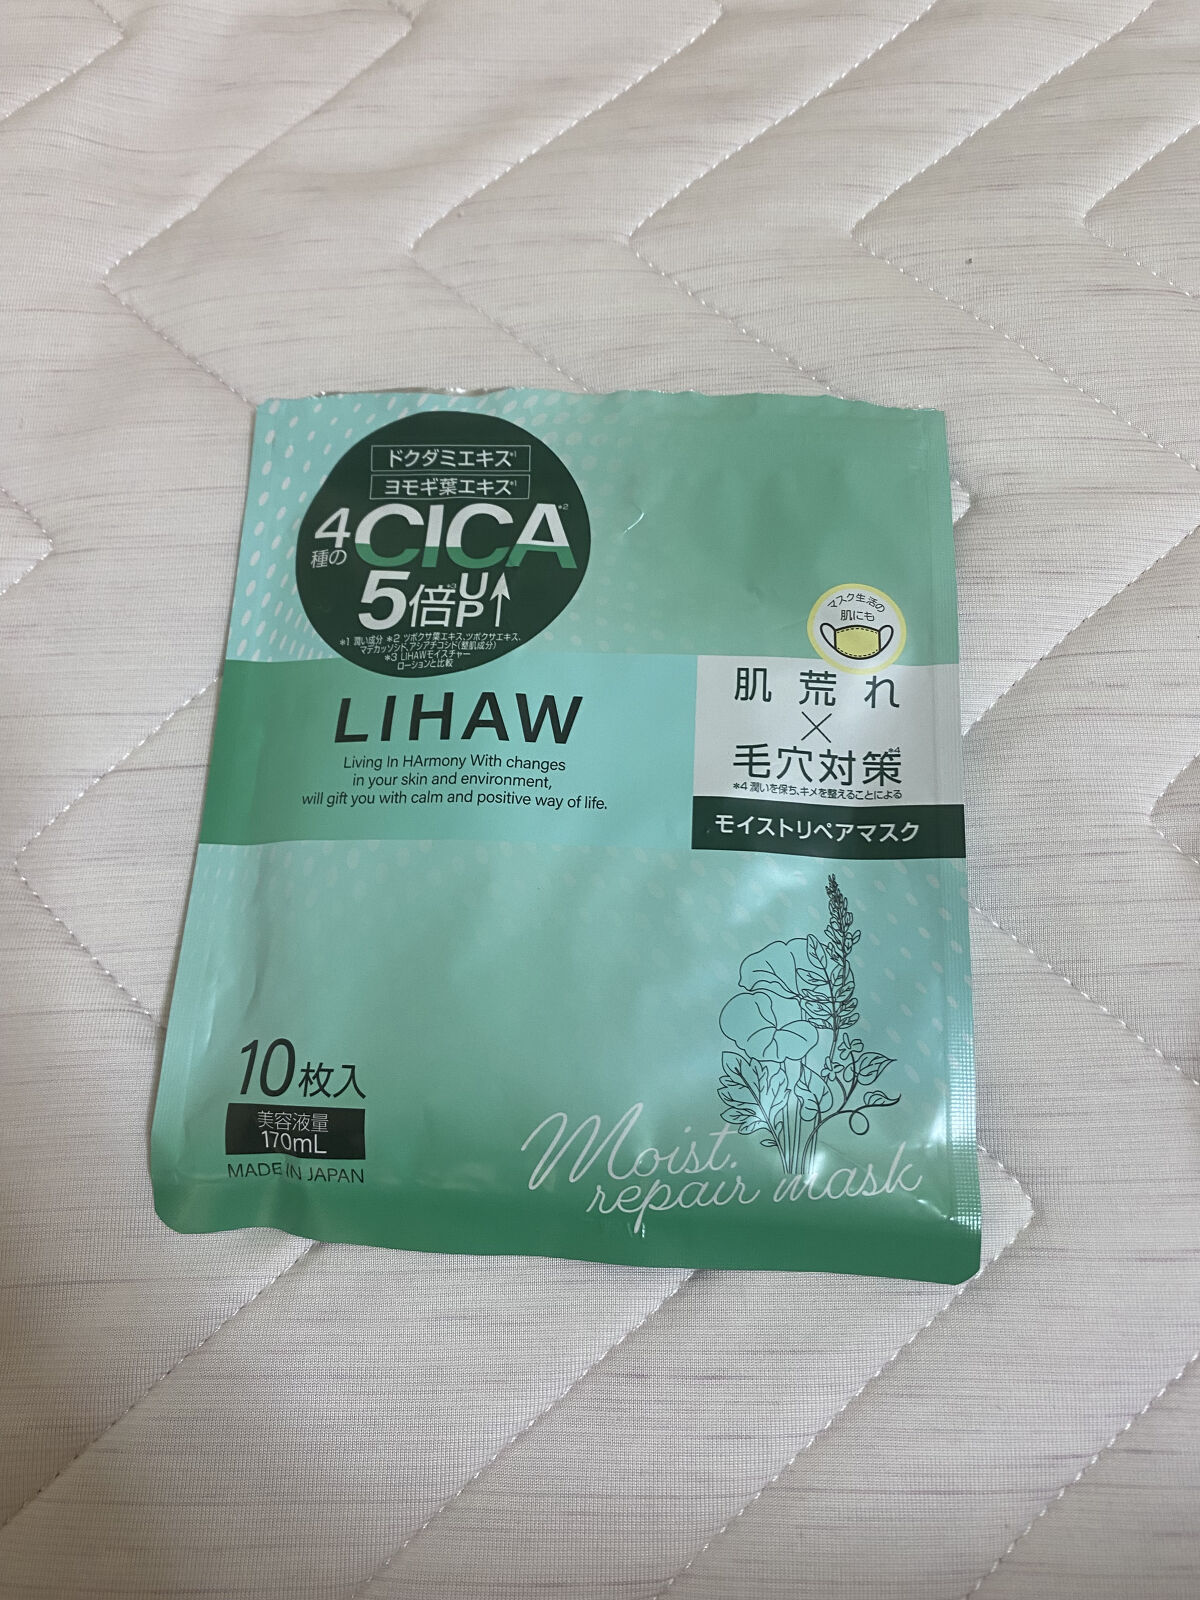 ドクダミエキス*1
ヨモギ葉エキス*1
4種のCICA*2
5倍*3UP↑
*1 潤い成分 *2 ツボクサ葉エキス、ツボクサエキス、
マデカッソシド、アシアチコシド(整肌成分)
*3 LIHAWモイスチャー
ローションと比較
マスク生活の
肌にも
LIHAW
Living In HArmony With changes
in your skin and environment,
will gift you with calm and positive way of life.
肌荒れ
×
毛穴対策*4
*4 潤いを保ち、キメを整えることによる
モイストリペアマスク
10枚入
美容液量
170mL
MADE IN JAPAN
Moist
repair mask